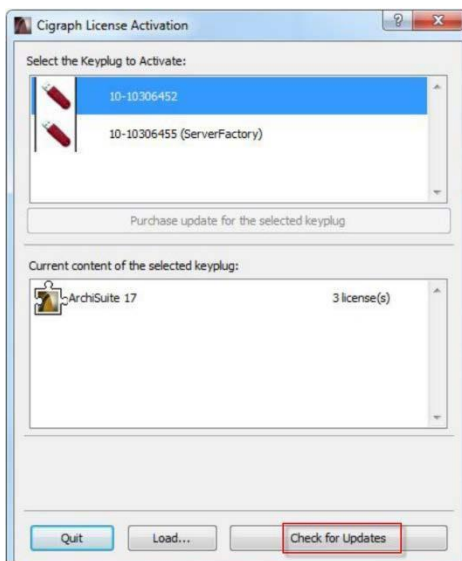 Cigraph License Activation
Select the Keyplug to Activate:
10-10306452
10-10306455 (ServerFactory)
Purchase update for the selected keyplug
Current content of the selected keyplug:
ArchiSuite 17 3 license(s)
Quit Load... Check for Updates